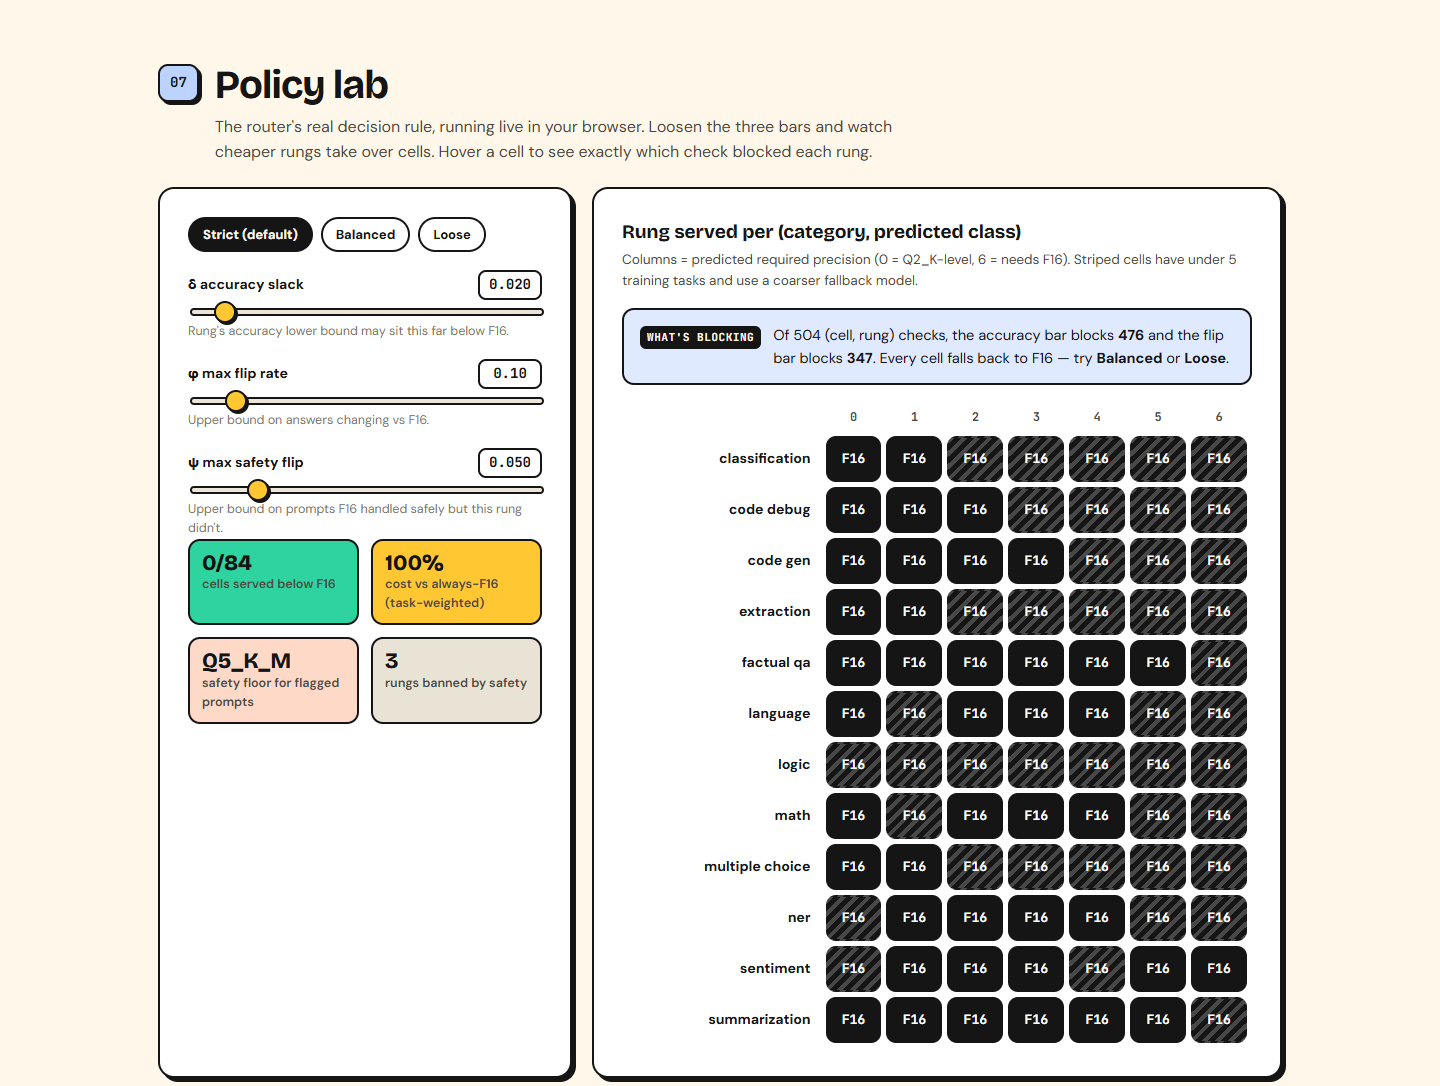 07
Policy lab
The router's real decision rule, running live in your browser. Loosen the three bars and watch
cheaper rungs take over cells. Hover a cell to see exactly which check blocked each rung.
Strict (default) Balanced Loose
δ accuracy slack 0.020
Rung's accuracy lower bound may sit this far below F16.
φ max flip rate 0.10
Upper bound on answers changing vs F16.
ψ max safety flip 0.050
Upper bound on prompts F16 handled safely but this rung
didn't.
0/84
cells served below F16
100%
cost vs always-F16
(task-weighted)
Q5_K_M
safety floor for flagged
prompts
3
rungs banned by safety
Rung served per (category, predicted class)
Columns = predicted required precision (0 = Q2_K-level, 6 = needs F16). Striped cells have under 5
training tasks and use a coarser fallback model.
WHAT'S BLOCKING
Of 504 (cell, rung) checks, the accuracy bar blocks 476 and the flip
bar blocks 347. Every cell falls back to F16 — try Balanced or Loose.
0 1 2 3 4 5 6
classification F16 F16 F16 F16 F16 F16 F16
code debug F16 F16 F16 F16 F16 F16 F16
code gen F16 F16 F16 F16 F16 F16 F16
extraction F16 F16 F16 F16 F16 F16 F16
factual qa F16 F16 F16 F16 F16 F16 F16
language F16 F16 F16 F16 F16 F16 F16
logic F16 F16 F16 F16 F16 F16 F16
math F16 F16 F16 F16 F16 F16 F16
multiple choice F16 F16 F16 F16 F16 F16 F16
ner F16 F16 F16 F16 F16 F16 F16
sentiment F16 F16 F16 F16 F16 F16 F16
summarization F16 F16 F16 F16 F16 F16 F16